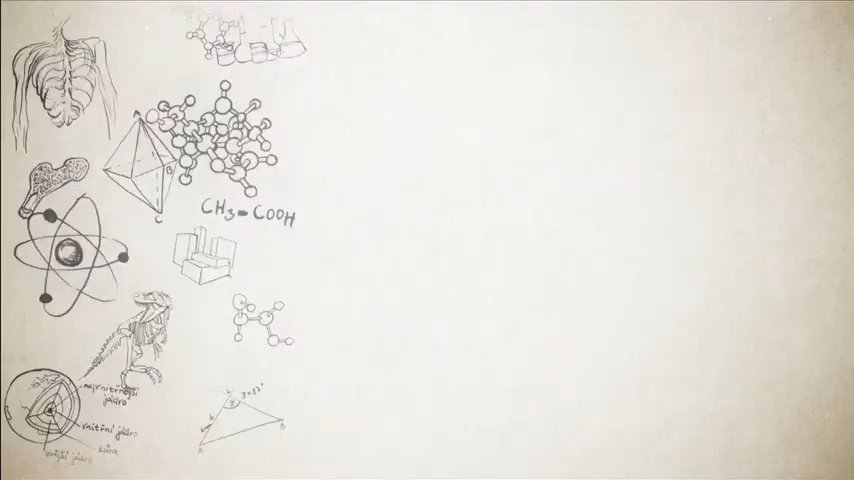 A
B
C
CH3-COOH
nejvnitřnější
jádro
vnitřní jádro
kůra
vnější jádro
C
γ
b
A
B